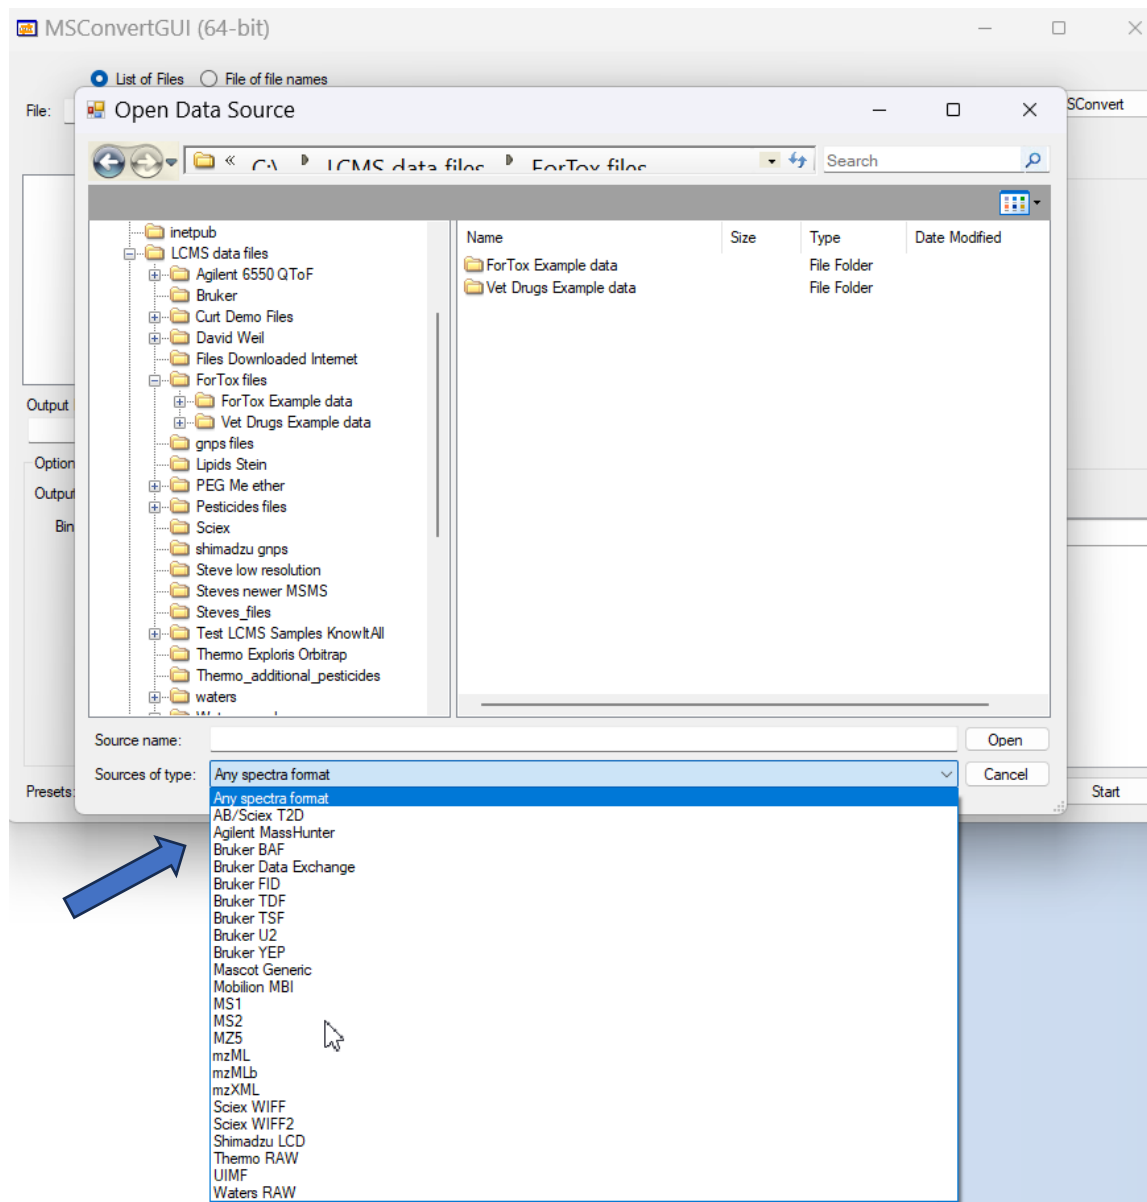 MSConvertGUI (64-bit)
List of Files File of file names
File:
SConvert
Open Data Source
« C:\ LCMS data files ForTox files
Search
inetpub
LCMS data files
Agilent 6550 QToF
Bruker
Curt Demo Files
David Weil
Files Downloaded Internet
ForTox files
ForTox Example data
Vet Drugs Example data
gnps files
Lipids Stein
PEG Me ether
Pesticides files
Sciex
shimadzu gnps
Steve low resolution
Steves newer MSMS
Steves_files
Test LCMS Samples KnowItAll
Thermo Exploris Orbitrap
Thermo_additional_pesticides
waters
Name Size Type Date Modified
ForTox Example data File Folder
Vet Drugs Example data File Folder
Output
Option
Output
Bin
Presets:
Source name:
Open
Sources of type: Any spectra format
Cancel
Start
Any spectra format
AB/Sciex T2D
Agilent MassHunter
Bruker BAF
Bruker Data Exchange
Bruker FID
Bruker TDF
Bruker TSF
Bruker U2
Bruker YEP
Mascot Generic
Mobilion MBI
MS1
MS2
MZ5
mzML
mzMLb
mzXML
Sciex WIFF
Sciex WIFF2
Shimadzu LCD
Thermo RAW
UIMF
Waters RAW